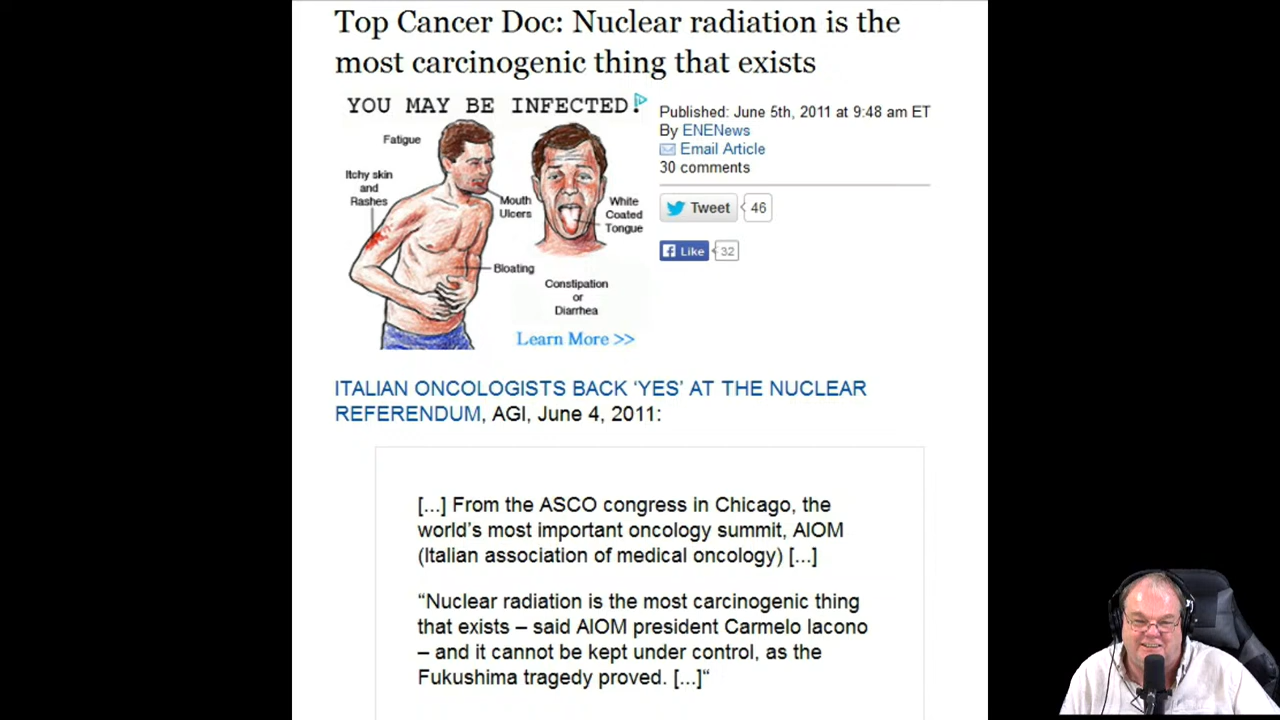 Top Cancer Doc: Nuclear radiation is the
most carcinogenic thing that exists
YOU MAY BE INFECTED!
Fatigue
Itchy skin
and
Rashes
Mouth
Ulcers
White
Coated
Tongue
Bloating
Constipation
or
Diarrhea
Learn More >>
Published: June 5th, 2011 at 9:48 am ET
By ENENews
Email Article
30 comments
Tweet 46
Like 32
ITALIAN ONCOLOGISTS BACK ‘YES’ AT THE NUCLEAR
REFERENDUM, AGI, June 4, 2011:
[...] From the ASCO congress in Chicago, the
world’s most important oncology summit, AIOM
(Italian association of medical oncology) [...]
“Nuclear radiation is the most carcinogenic thing
that exists – said AIOM president Carmelo Iacono
– and it cannot be kept under control, as the
Fukushima tragedy proved. [...]“